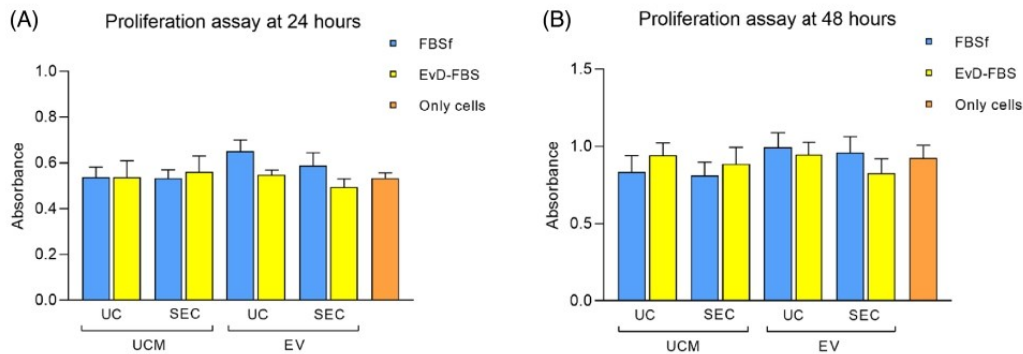 (A)
Proliferation assay at 24 hours
FBSf
EvD-FBS
Only cells
1.0
0.8
0.6
0.4
0.2
0.0
Absorbance
UC
SEC
UC
SEC
UCM
EV
(B)
Proliferation assay at 48 hours
FBSf
EvD-FBS
Only cells
1.5
1.0
0.5
0.0
Absorbance
UC
SEC
UC
SEC
UCM
EV